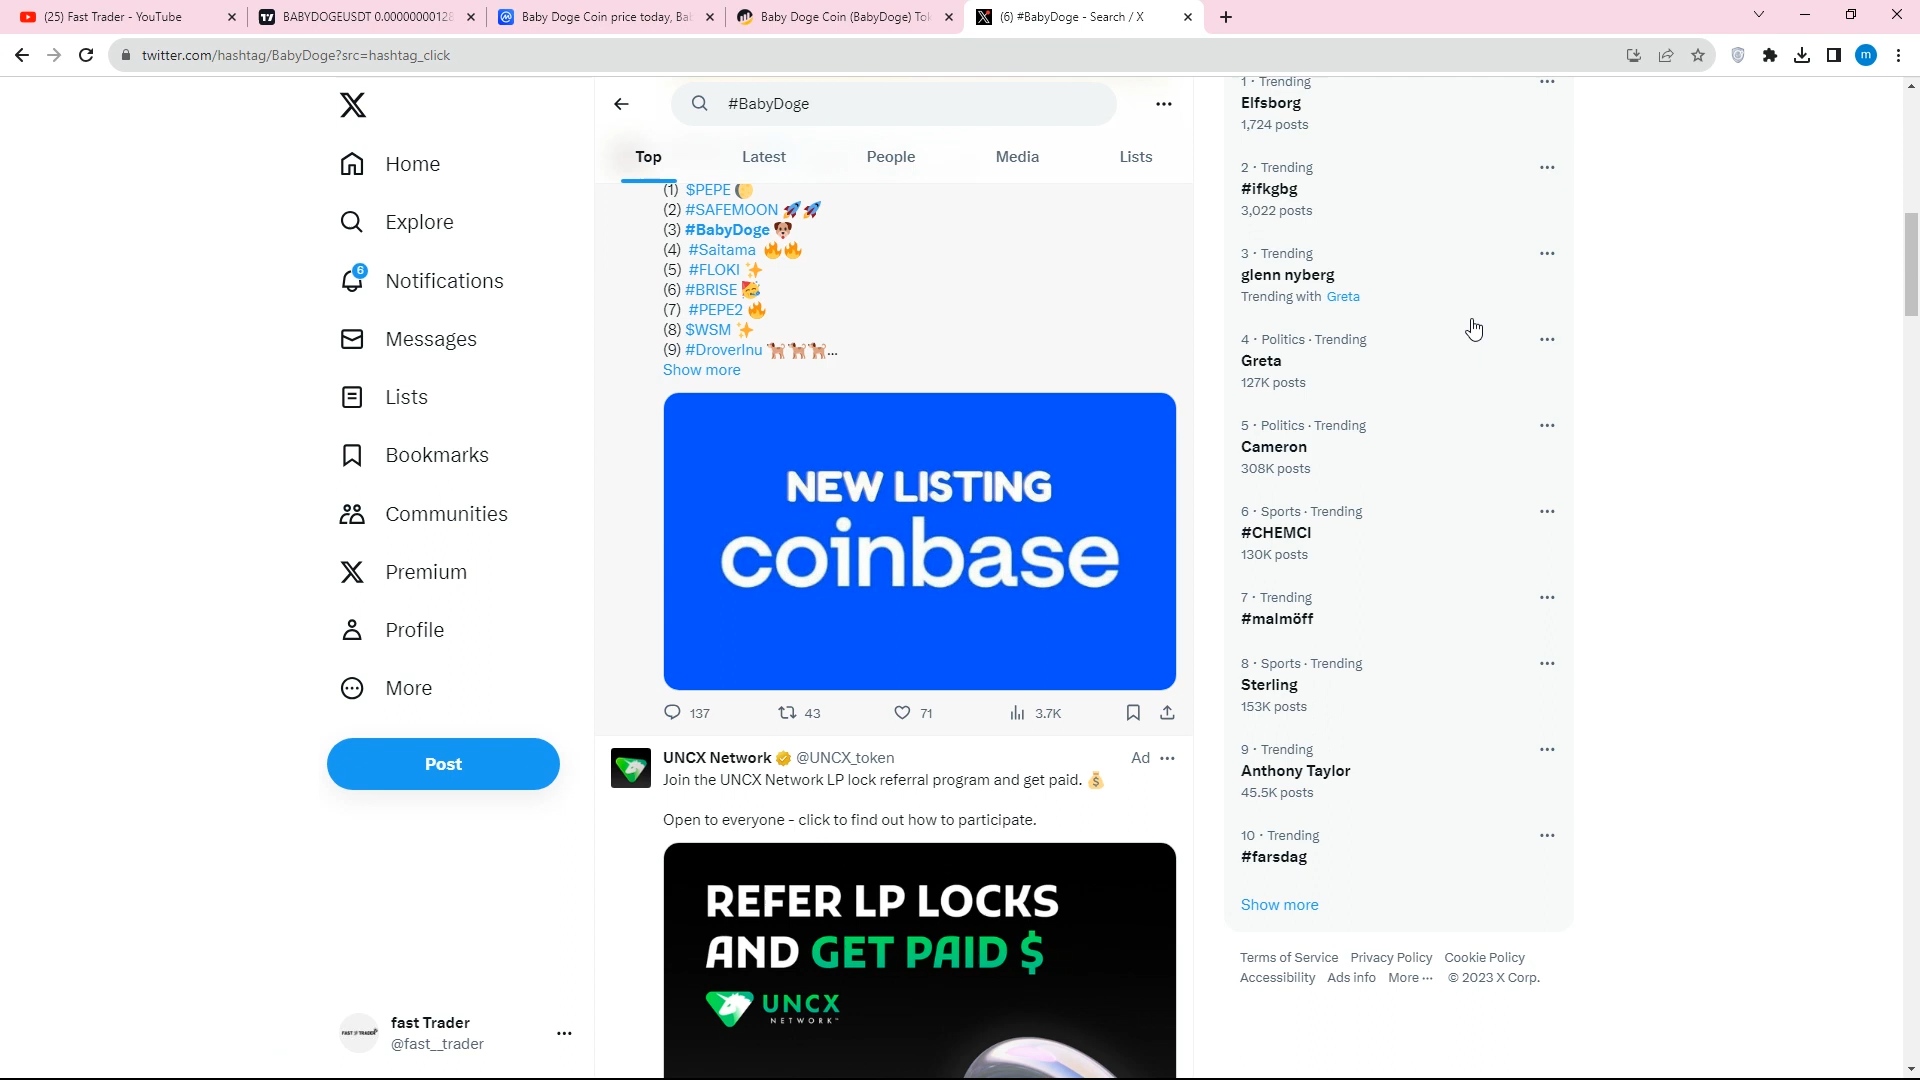 (25) Fast Trader - YouTube
BABYDOGEUSDT 0.0000000012
Baby Doge Coin price today, Ba
Baby Doge Coin (BabyDoge) To
(6) #BabyDoge - Search / X
twitter.com/hashtag/BabyDoge?src=hashtag_click
m
Home
Explore
6
Notifications
Messages
Lists
Bookmarks
Communities
Premium
Profile
More
Post
FAST TRADER
fast Trader
@fast__trader
#BabyDoge
Top
Latest
People
Media
Lists
(1) $PEPE 🌔
(2) #SAFEMOON 🚀🚀
(3) #BabyDoge 🐶
(4) #Saitama 🔥🔥
(5) #FLOKI ✨
(6) #BRISE 🥳
(7) #PEPE2 🔥
(8) $WSM ✨
(9) #DroverInu 🐕🐕🐕...
Show more
NEW LISTING
coinbase
137
43
71
3.7K
UNCX Network @UNCX_token
Ad
Join the UNCX Network LP lock referral program and get paid. 💰
Open to everyone - click to find out how to participate.
REFER LP LOCKS
AND GET PAID $
UNCX
NETWORK
1 · Trending
Elfsborg
1,724 posts
2 · Trending
#ifkgbg
3,022 posts
3 · Trending
glenn nyberg
Trending with Greta
4 · Politics · Trending
Greta
127K posts
5 · Politics · Trending
Cameron
308K posts
6 · Sports · Trending
#CHEMCI
130K posts
7 · Trending
#malmöff
8 · Sports · Trending
Sterling
153K posts
9 · Trending
Anthony Taylor
45.5K posts
10 · Trending
#farsdag
Show more
Terms of Service Privacy Policy Cookie Policy
Accessibility Ads info More ··· © 2023 X Corp.